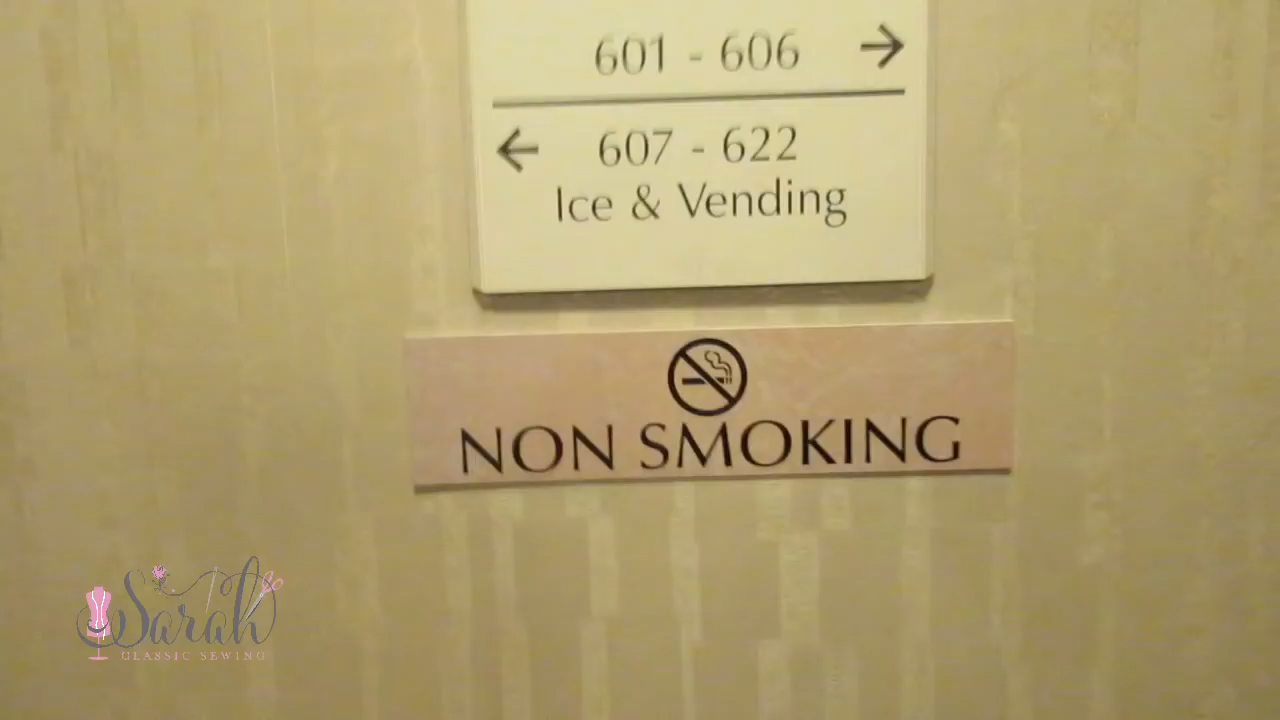 601 - 606 →
← 607 - 622
Ice & Vending
NON SMOKING
Sarah
CLASSIC SEWING